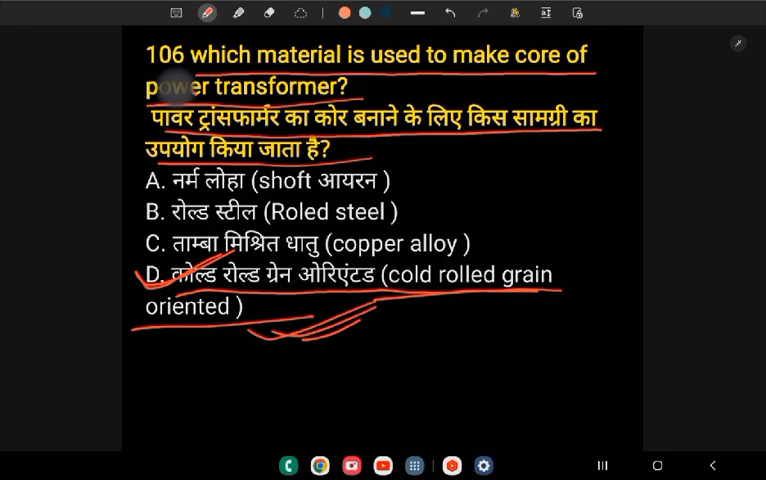 106 which material is used to make core of
power transformer?
पावर ट्रांसफार्मर का कोर बनाने के लिए किस सामग्री का
उपयोग किया जाता है?
A. नर्म लोहा (shoft आयरन )
B. रोल्ड स्टील (Roled steel )
C. ताम्बा मिश्रित धातु (copper alloy )
D. कोल्ड रोल्ड ग्रेन ओरिएंटड (cold rolled grain
oriented )